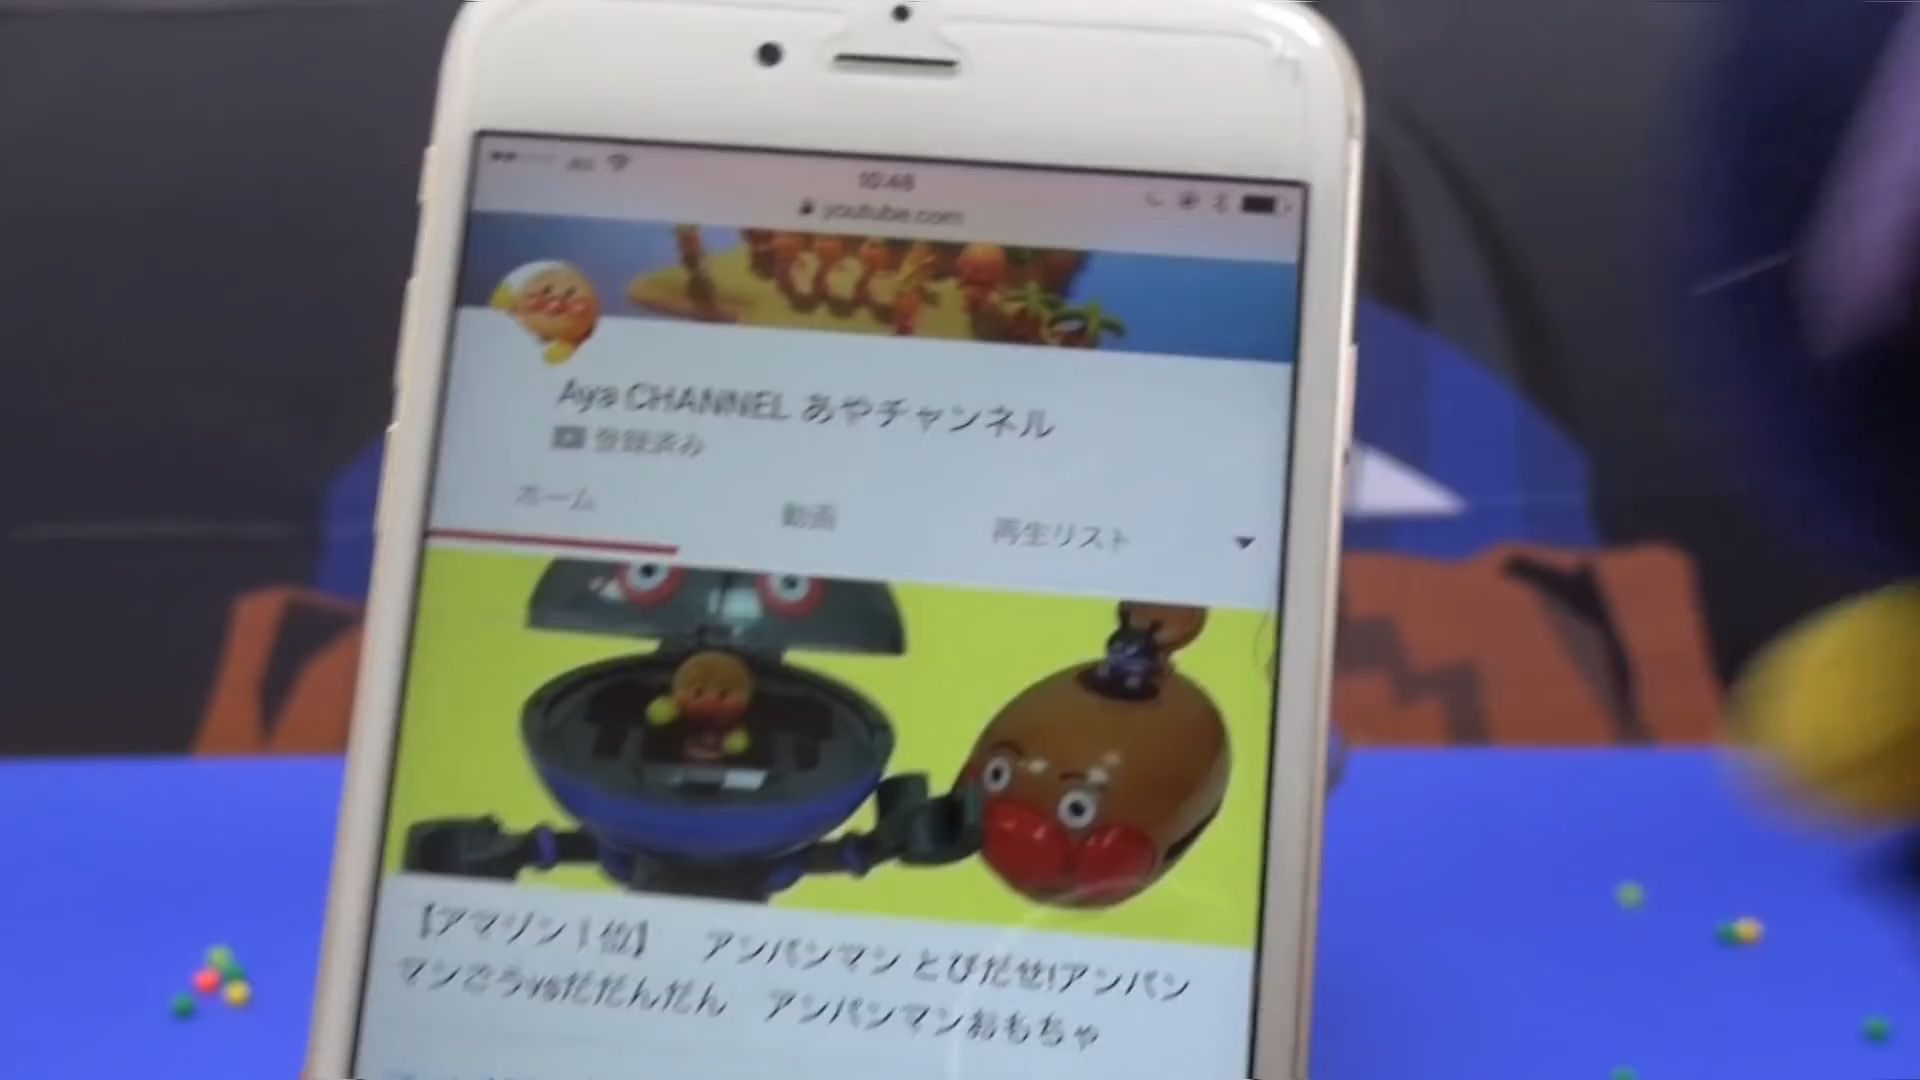 10:48
youtube.com
Aya CHANNEL あやチャンネル
登録済み
ホーム
動画
再生リスト
【アマゾン1位】 アンパンマン とびだせ!アンパン
マンごうvsだだんだん アンパンマンおもちゃ